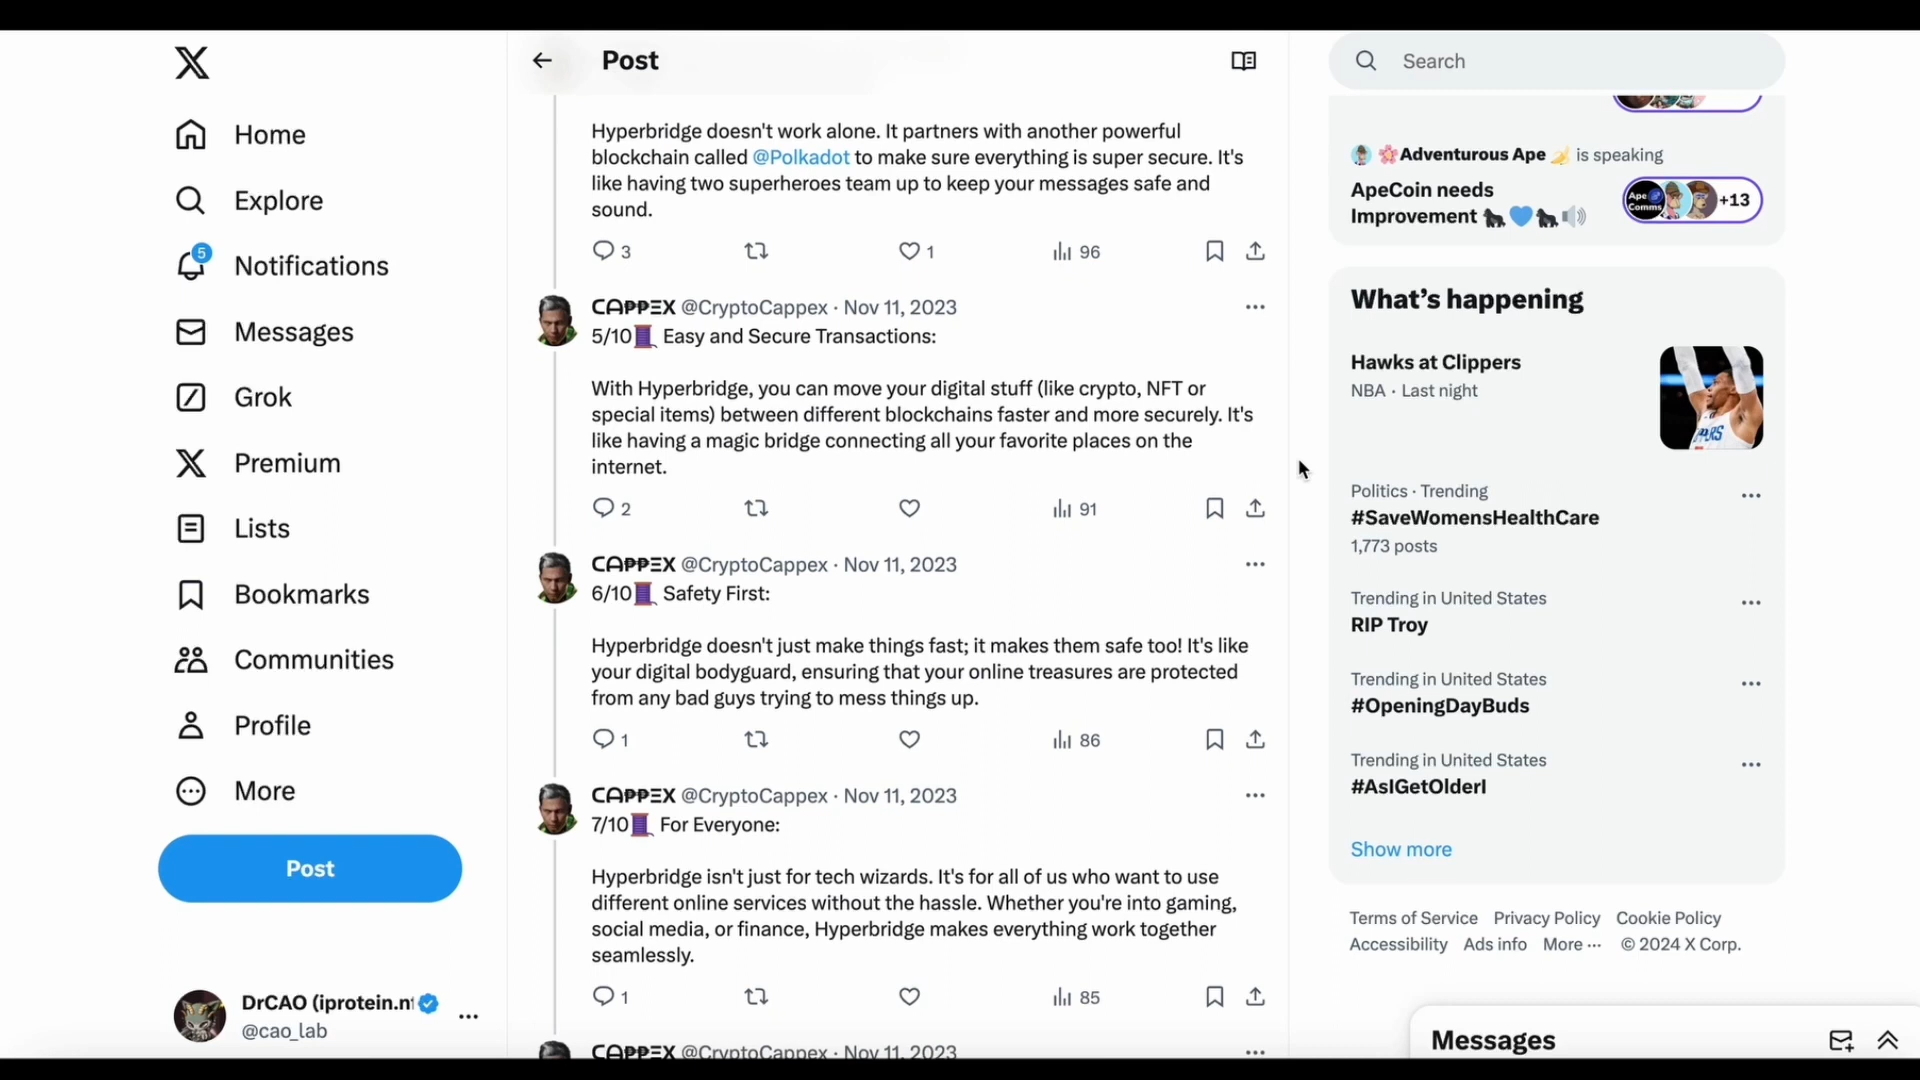 Home
Explore
5
Notifications
Messages
Grok
Premium
Lists
Bookmarks
Communities
Profile
More
Post
DrCAO (iprotein.n
@cao_lab
Post
Hyperbridge doesn't work alone. It partners with another powerful
blockchain called @Polkadot to make sure everything is super secure. It's
like having two superheroes team up to keep your messages safe and
sound.
3 1 96
CAPPEX @CryptoCappex · Nov 11, 2023
5/10🧵 Easy and Secure Transactions:
With Hyperbridge, you can move your digital stuff (like crypto, NFT or
special items) between different blockchains faster and more securely. It's
like having a magic bridge connecting all your favorite places on the
internet.
2 91
CAPPEX @CryptoCappex · Nov 11, 2023
6/10🧵 Safety First:
Hyperbridge doesn't just make things fast; it makes them safe too! It's like
your digital bodyguard, ensuring that your online treasures are protected
from any bad guys trying to mess things up.
1 86
CAPPEX @CryptoCappex · Nov 11, 2023
7/10🧵 For Everyone:
Hyperbridge isn't just for tech wizards. It's for all of us who want to use
different online services without the hassle. Whether you're into gaming,
social media, or finance, Hyperbridge makes everything work together
seamlessly.
1 85
CAPPEX @CryptoCappex · Nov 11, 2023
Search
🌸Adventurous Ape 🍌 is speaking
ApeCoin needs
Improvement 🦍💙🦍🔊
Ape
Comms
+13
What's happening
Hawks at Clippers
NBA · Last night
Politics · Trending
#SaveWomensHealthCare
1,773 posts
Trending in United States
RIP Troy
Trending in United States
#OpeningDayBuds
Trending in United States
#AsIGetOlderI
Show more
Terms of Service Privacy Policy Cookie Policy
Accessibility Ads info More ··· © 2024 X Corp.
Messages